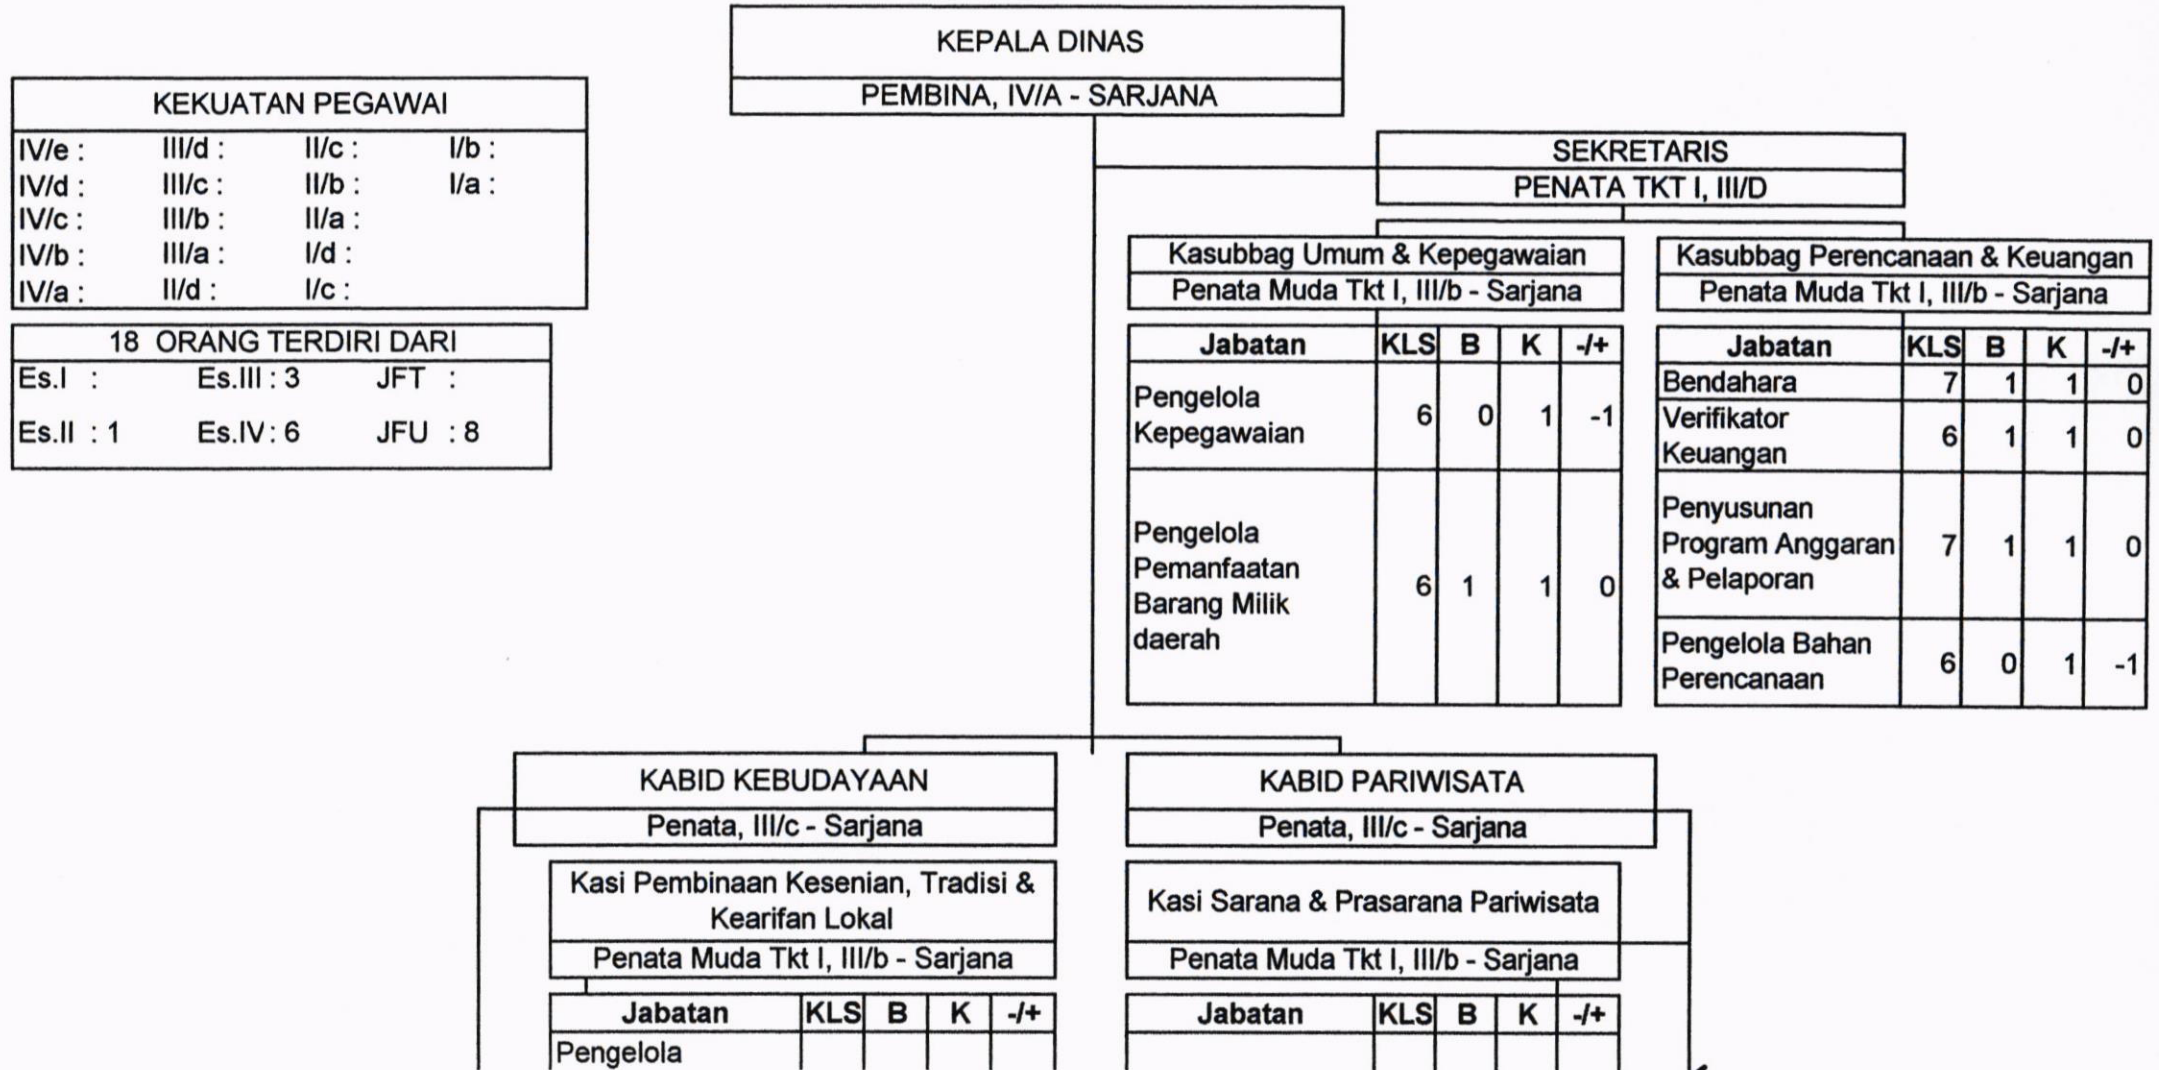 KEPALA DINAS
PEMBINA, IV/A - SARJANA
KEKUATAN PEGAWAI
IV/e : III/d : II/c : I/b :
IV/d : III/c : II/b : I/a :
IV/c : III/b : II/a :
IV/b : III/a : I/d :
IV/a : II/d : I/c :
18 ORANG TERDIRI DARI
Es.I : Es.III : 3 JFT :
Es.II : 1 Es.IV : 6 JFU : 8
SEKRETARIS
PENATA TKT I, III/D
Kasubbag Umum & Kepegawaian
Penata Muda Tkt I, III/b - Sarjana
Jabatan KLS B K -/+
Pengelola
Kepegawaian 6 0 1 -1
Pengelola
Pemanfaatan
Barang Milik 6 1 1 0
daerah
Kasubbag Perencanaan & Keuangan
Penata Muda Tkt I, III/b - Sarjana
Jabatan KLS B K -/+
Bendahara 7 1 1 0
Verifikator
Keuangan 6 1 1 0
Penyusunan
Program Anggaran 7 1 1 0
& Pelaporan
Pengelola Bahan
Perencanaan 6 0 1 -1
KABID KEBUDAYAAN
Penata, III/c - Sarjana
Kasi Pembinaan Kesenian, Tradisi &
Kearifan Lokal
Penata Muda Tkt I, III/b - Sarjana
Jabatan KLS B K -/+
Pengelola
KABID PARIWISATA
Penata, III/c - Sarjana
Kasi Sarana & Prasarana Pariwisata
Penata Muda Tkt I, III/b - Sarjana
Jabatan KLS B K -/+